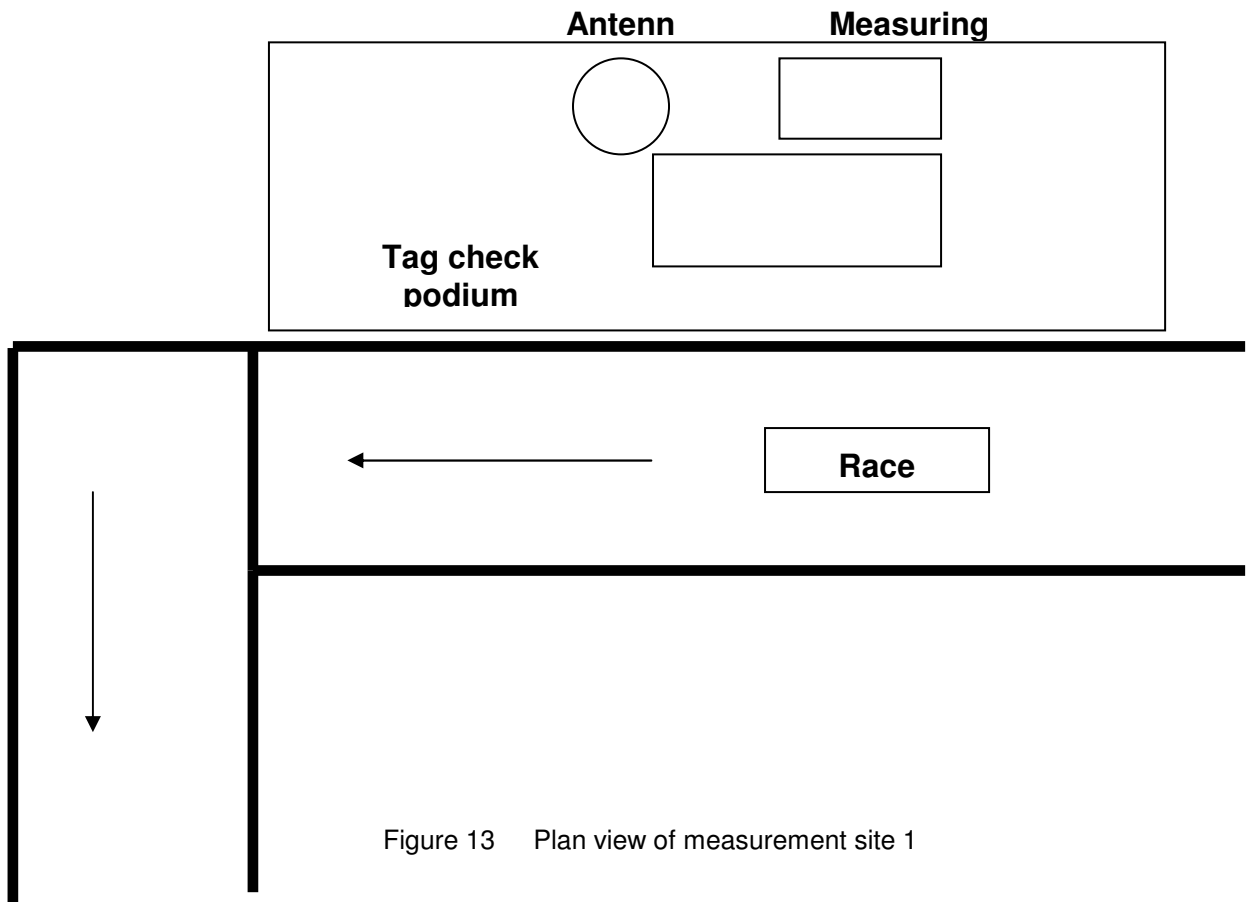 Antenn
Measuring
Tag check
podium
Race
Figure 13 Plan view of measurement site 1